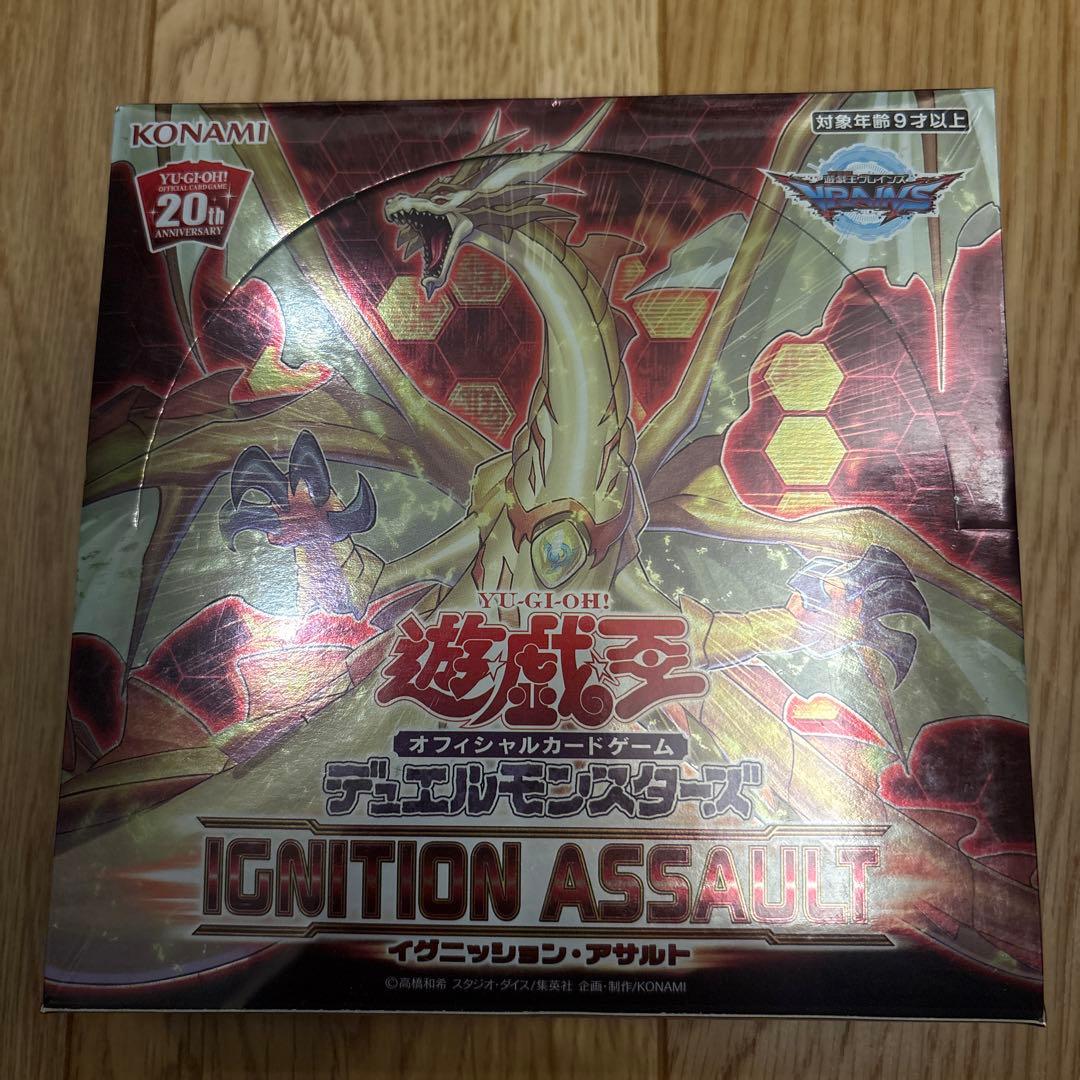 KONAMI
対象年齢9才以上
YU-GI-OH!
OFFICIAL CARD GAME
20th
ANNIVERSARY
遊戯王ヴレインズ
VRAINS
YU-GI-OH!
遊戯王
オフィシャルカードゲーム
デュエルモンスターズ
IGNITION ASSAULT
イグニッション・アサルト
©高橋和希 スタジオ・ダイス/集英社 企画・制作/KONAMI